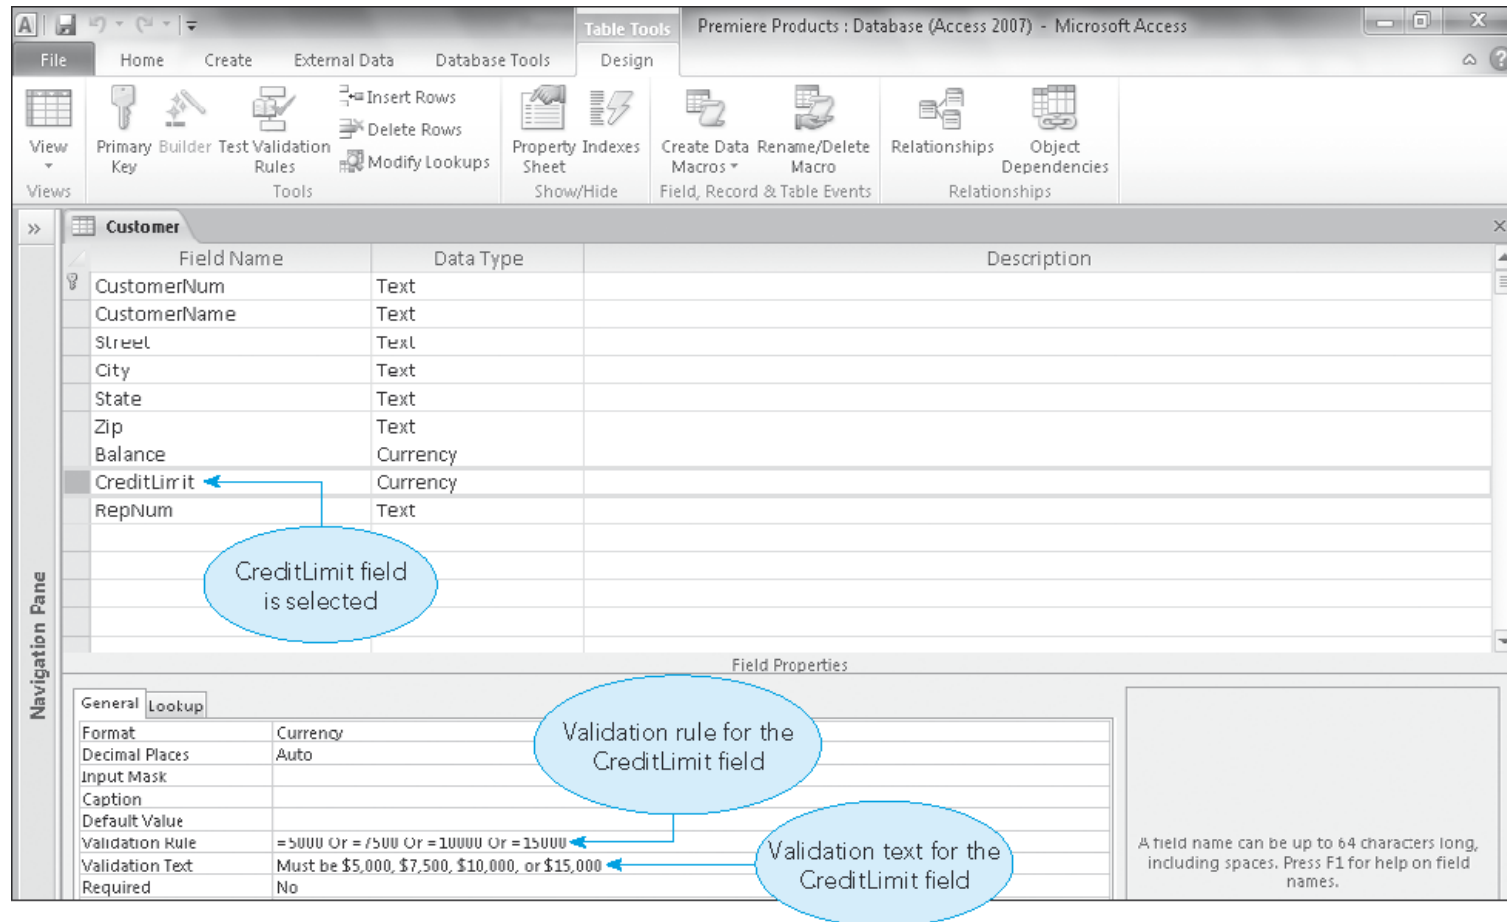 Table Tools
Premiere Products : Database (Access 2007) - Microsoft Access
File
Home
Create
External Data
Database Tools
Design
View
Primary Key
Builder
Test Validation Rules
Insert Rows
Delete Rows
Modify Lookups
Property Sheet
Indexes
Create Data Macros
Rename/Delete Macro
Relationships
Object Dependencies
Views
Tools
Show/Hide
Field, Record & Table Events
Relationships
Customer
Field Name Data Type Description
CustomerNum Text
CustomerName Text
Street Text
City Text
State Text
Zip Text
Balance Currency
CreditLimit Currency
RepNum Text
CreditLimit field
is selected
Navigation Pane
Field Properties
General Lookup
Format Currency
Decimal Places Auto
Input Mask
Caption
Default Value
Validation Rule =5000 Or =7500 Or =10000 Or =15000
Validation Text Must be $5,000, $7,500, $10,000, or $15,000
Required No
Validation rule for the
CreditLimit field
Validation text for the
CreditLimit field
A field name can be up to 64 characters long,
including spaces. Press F1 for help on field
names.